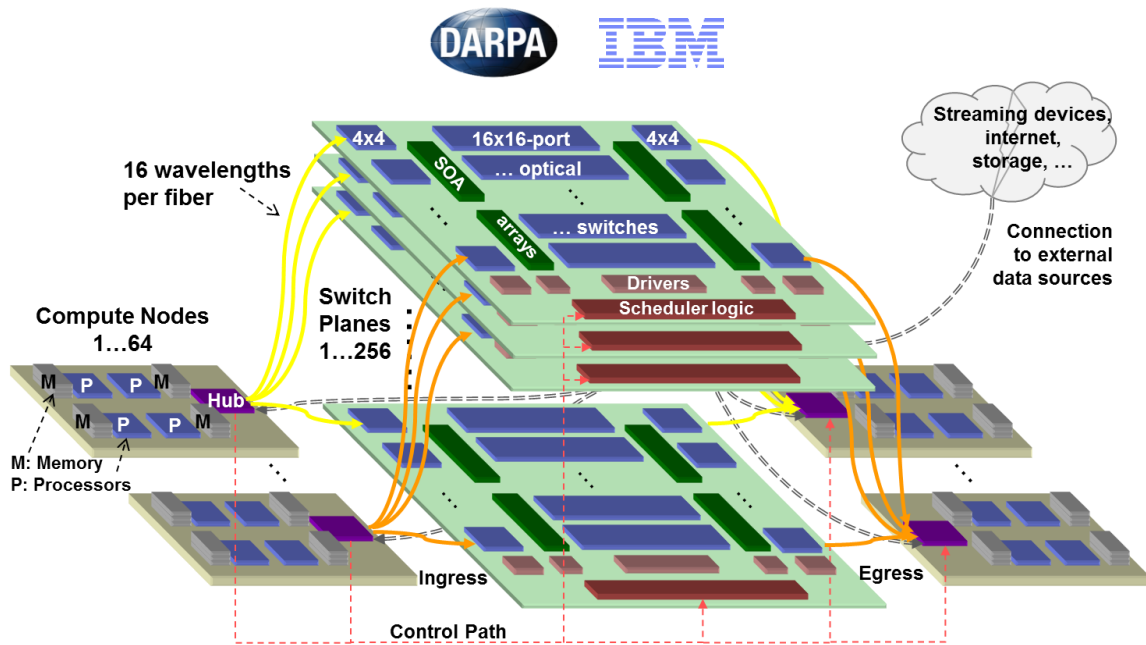 DARPA
IBM
Streaming devices,
internet,
storage, …
4x4
16x16-port
4x4
SOA
… optical
16 wavelengths
per fiber
arrays
… switches
Connection
to external
data sources
Drivers
Switch
Planes
1…256
Scheduler logic
Compute Nodes
1…64
M
P
P
M
Hub
M
P
P
M
M: Memory
P: Processors
Ingress
Egress
Control Path